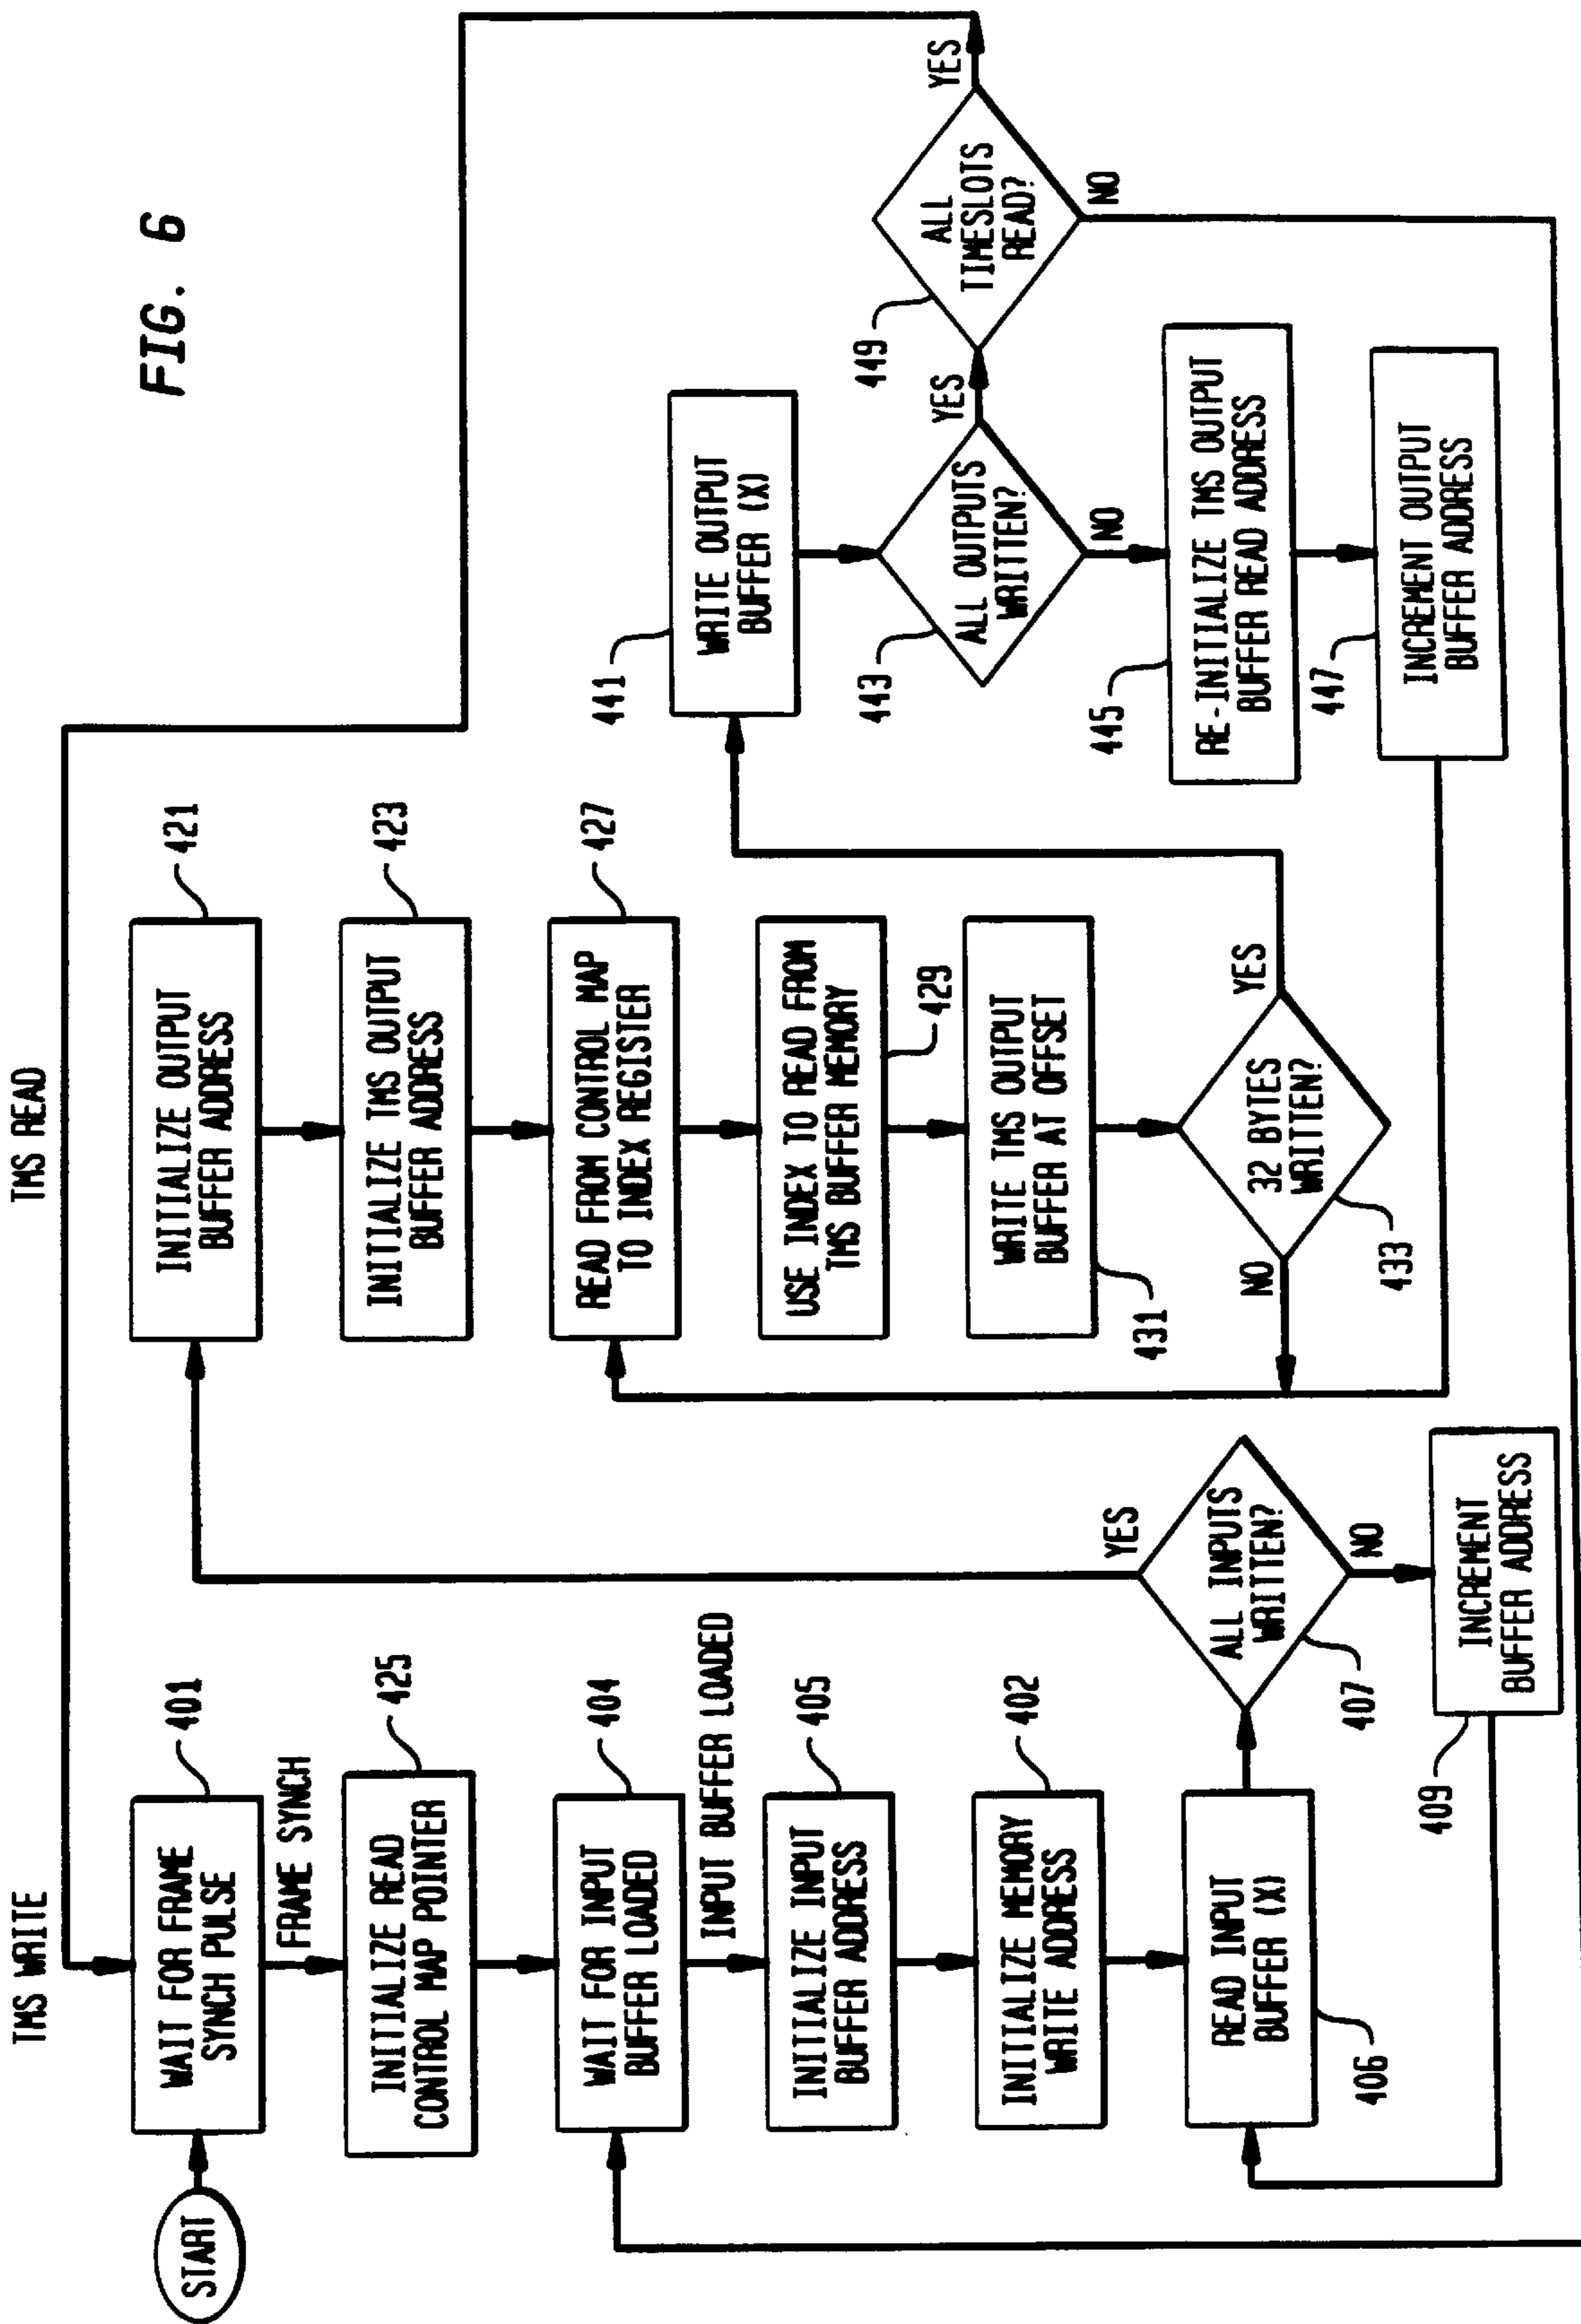 FIG. 6
TMS WRITE
TMS READ
START
WAIT FOR FRAME
SYNCH PULSE
401
FRAME SYNCH
INITIALIZE READ
CONTROL MAP POINTER
425
WAIT FOR INPUT
BUFFER LOADED
404
INPUT BUFFER LOADED
INITIALIZE INPUT
BUFFER ADDRESS
405
INITIALIZE MEMORY
WRITE ADDRESS
402
READ INPUT
BUFFER (X)
406
ALL INPUTS
WRITTEN?
407
YES
NO
INCREMENT
BUFFER ADDRESS
409
INITIALIZE OUTPUT
BUFFER ADDRESS
421
INITIALIZE TMS OUTPUT
BUFFER ADDRESS
423
READ FROM CONTROL MAP
TO INDEX REGISTER
427
USE INDEX TO READ FROM
TMS BUFFER MEMORY
429
WRITE TMS OUTPUT
BUFFER AT OFFSET
431
32 BYTES
WRITTEN?
433
NO
YES
WRITE OUTPUT
BUFFER (X)
441
ALL OUTPUTS
WRITTEN?
443
YES
NO
RE-INITIALIZE TMS OUTPUT
BUFFER READ ADDRESS
445
INCREMENT OUTPUT
BUFFER ADDRESS
447
ALL
TIMESLOTS
READ?
449
YES
NO